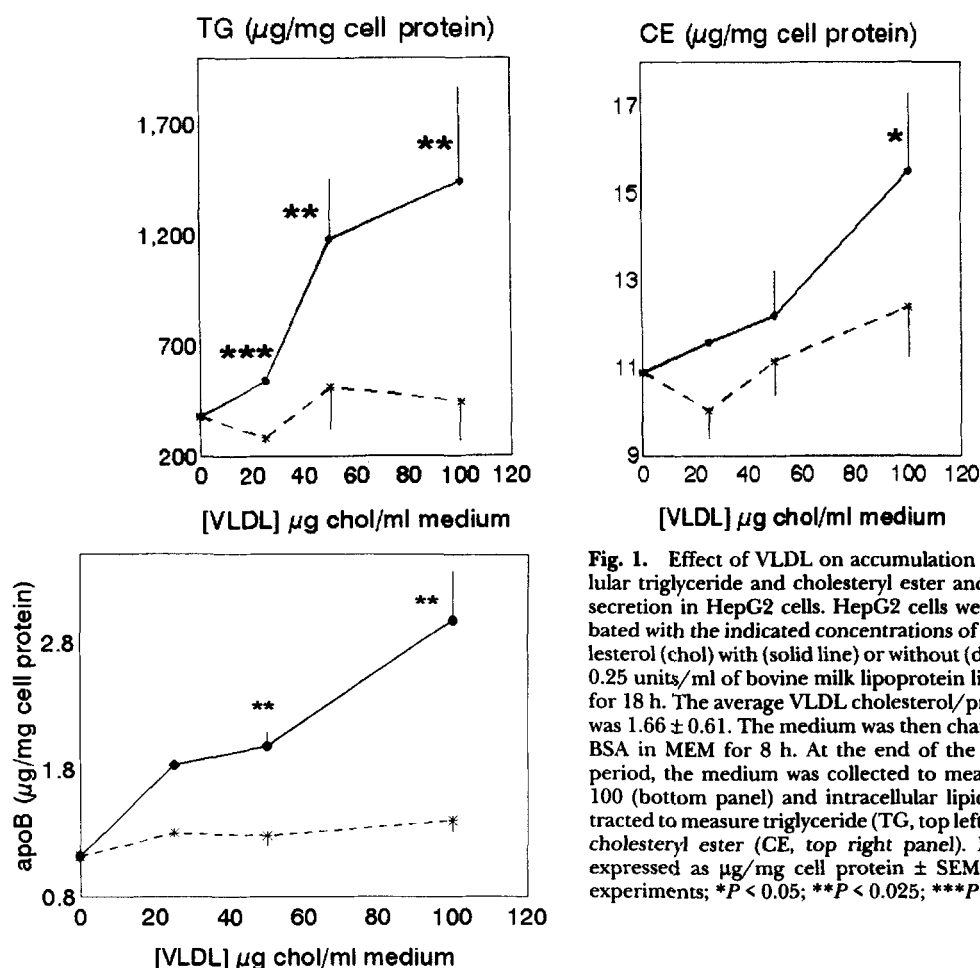 TG (µg/mg cell protein)
1,700
1,200
700
200
**
**
***
0 20 40 60 80 100 120
[VLDL] µg chol/ml medium
CE (µg/mg cell protein)
17
15
13
11
9
*
0 20 40 60 80 100 120
[VLDL] µg chol/ml medium
apoB (µg/mg cell protein)
2.8
1.8
0.8
**
**
0 20 40 60 80 100 120
[VLDL] µg chol/ml medium
Fig. 1. Effect of VLDL on accumulation
lular triglyceride and cholesteryl ester and
secretion in HepG2 cells. HepG2 cells we
bated with the indicated concentrations of
lesterol (chol) with (solid line) or without (d
0.25 units/ml of bovine milk lipoprotein li
for 18 h. The average VLDL cholesterol/p
was 1.66 ± 0.61. The medium was then cha
BSA in MEM for 8 h. At the end of the
period, the medium was collected to mea
100 (bottom panel) and intracellular lipid
tracted to measure triglyceride (TG, top left
cholesteryl ester (CE, top right panel).
expressed as µg/mg cell protein ± SEM
experiments; *P < 0.05; **P < 0.025; ***P